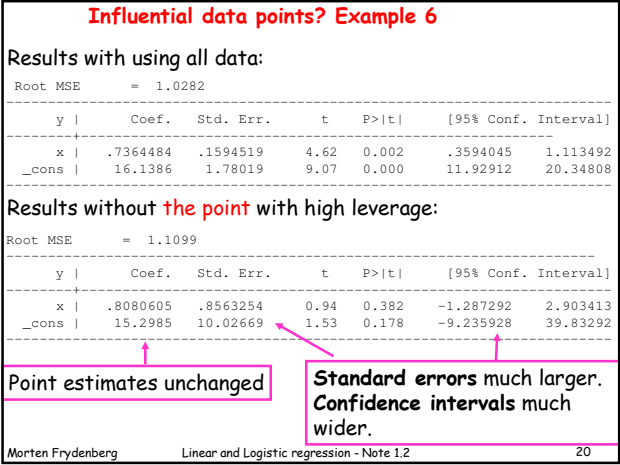 Influential data points? Example 6
Results with using all data:
Root MSE      =  1.0282
------------------------------------------------------------------------------
y |      Coef.   Std. Err.      t    P>|t|     [95% Conf. Interval]
-------------+----------------------------------------------------------------
x |   .7364484   .1594519     4.62   0.002     .3594045    1.113492
_cons |    16.1386    1.78019     9.07   0.000     11.92912    20.34808
------------------------------------------------------------------------------
Results without the point with high leverage:
Root MSE      =  1.1099
------------------------------------------------------------------------------
y |      Coef.   Std. Err.      t    P>|t|     [95% Conf. Interval]
-------------+----------------------------------------------------------------
x |   .8080605   .8563254     0.94   0.382    -1.287292    2.903413
_cons |    15.2985   10.02669     1.53   0.178    -9.235928    39.83292
------------------------------------------------------------------------------
Point estimates unchanged
Standard errors much larger.
Confidence intervals much
wider.
Morten Frydenberg Linear and Logistic regression - Note 1.2 20